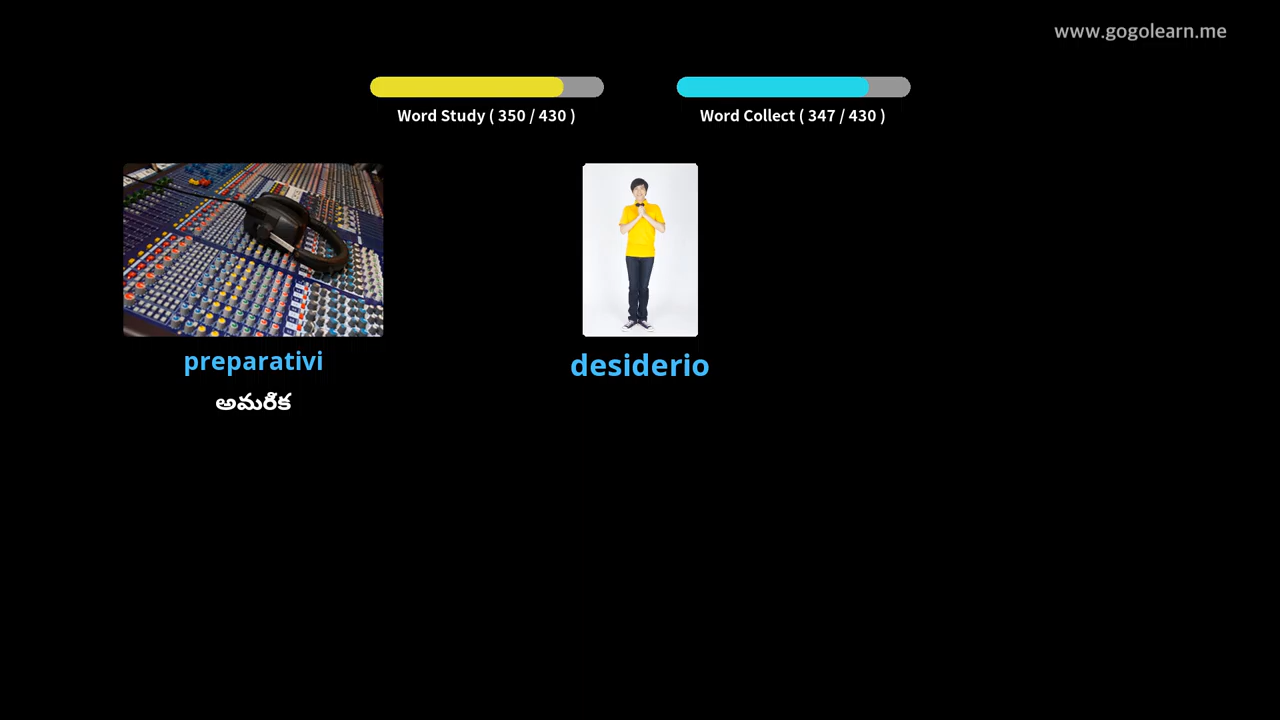 www.gogolearn.me
Word Study ( 350 / 430 )
Word Collect ( 347 / 430 )
preparativi
desiderio
అమరిక